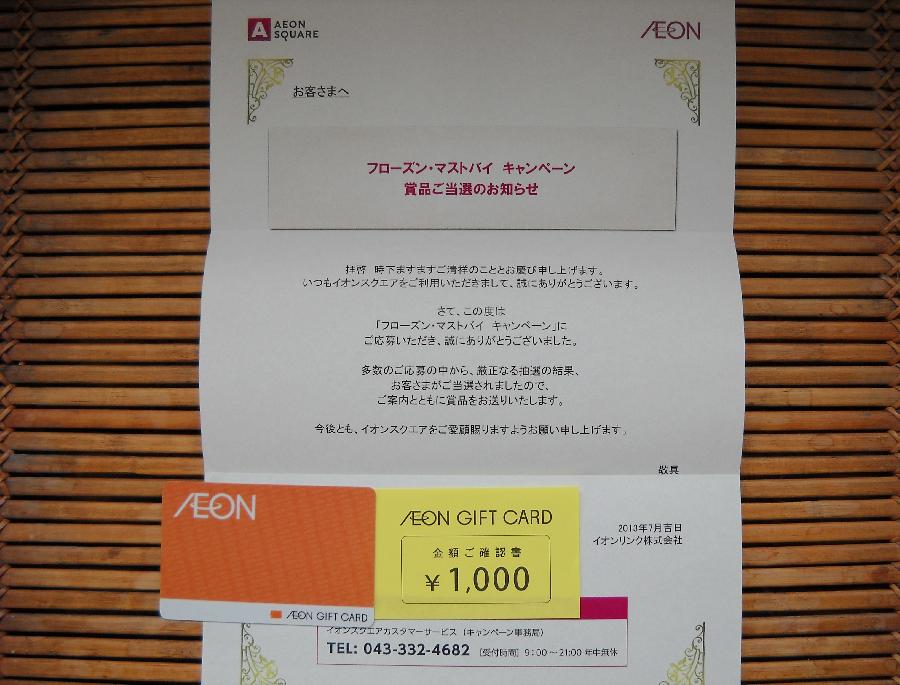 A AEON SQUARE
ÆON
お客さまへ
フローズン・マストバイ キャンペーン
賞品ご当選のお知らせ
拝啓 時下ますますご清祥のこととお慶び申し上げます。
いつもイオンスクエアをご利用いただきまして、誠にありがとうございます。
さて、この度は
「フローズン・マストバイ キャンペーン」に
ご応募いただき、誠にありがとうございました。
多数のご応募の中から、厳正なる抽選の結果、
お客さまがご当選されましたので、
ご案内とともに賞品をお送りいたします。
今後とも、イオンスクエアをご愛顧賜りますようお願い申し上げます。
敬具
2013年7月吉日
イオンリンク株式会社
ÆON
ÆON GIFT CARD
ÆON GIFT CARD
金額ご確認書
¥1,000
イオンスクエアカスタマーサービス (キャンペーン事務局)
TEL: 043-332-4682 [受付時間] 9:00〜21:00 年中無休